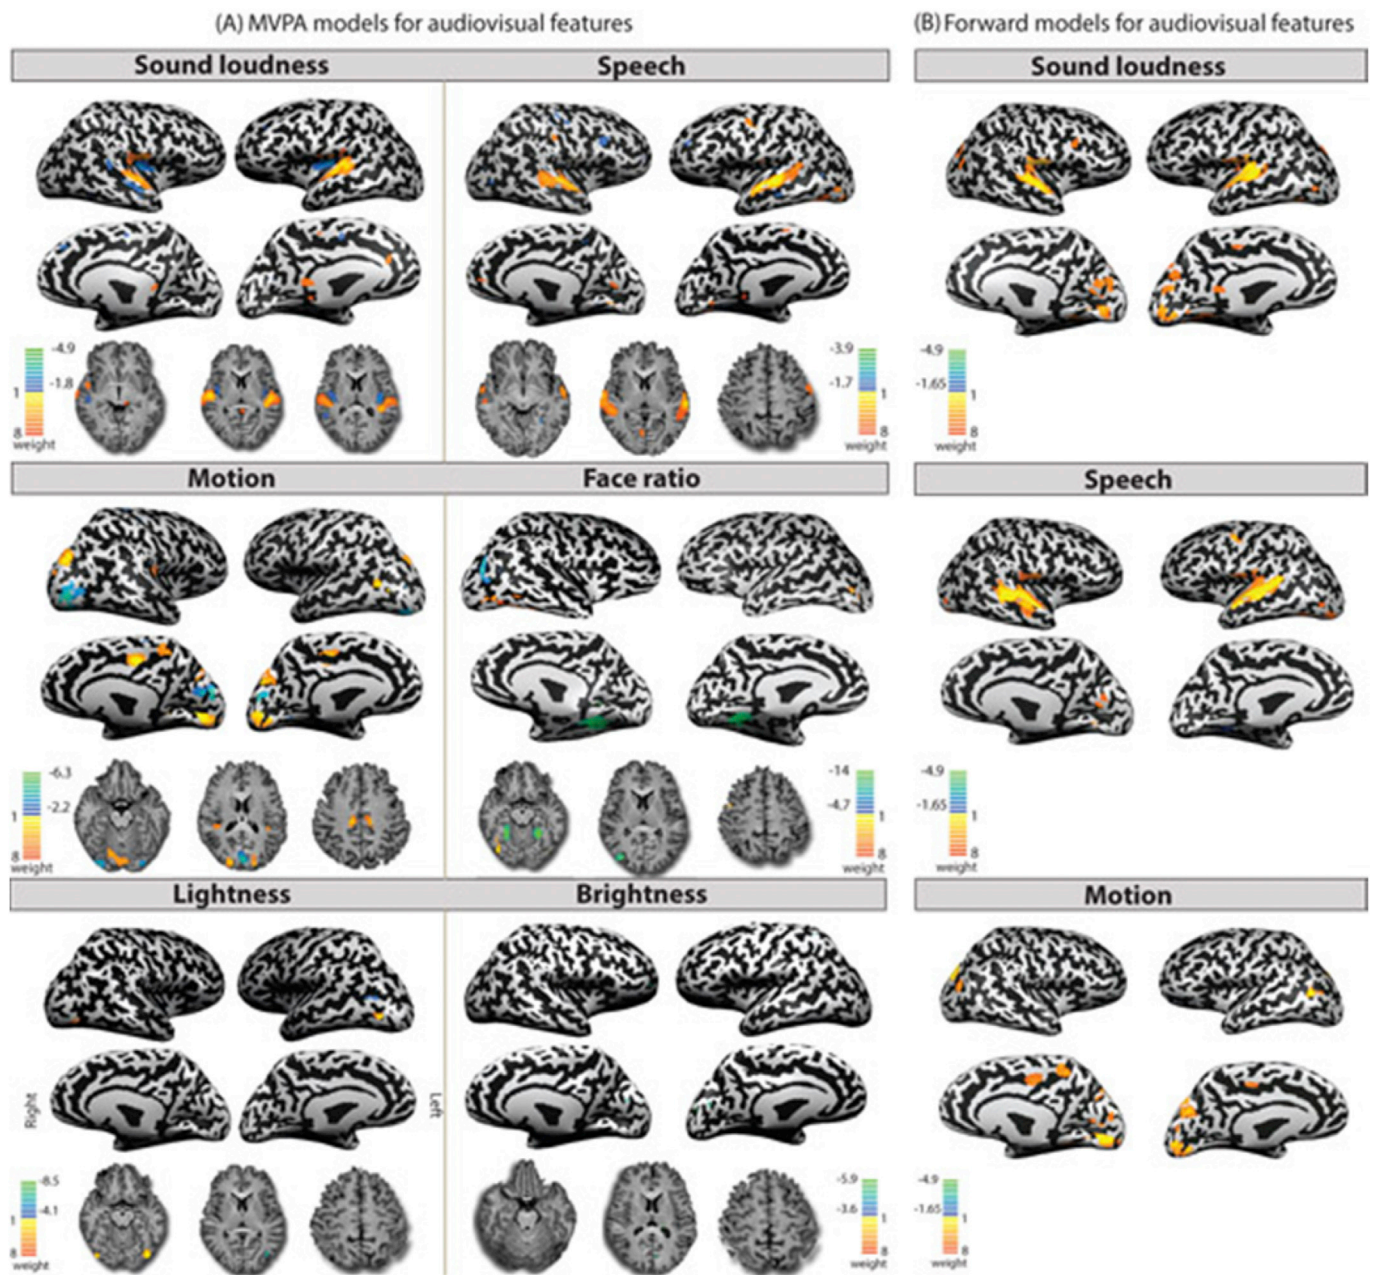 (A) MVPA models for audiovisual features
(B) Forward models for audiovisual features
Sound loudness
Speech
Sound loudness
-4.9
-1.8
1
8
weight
-3.9
-1.7
1
8
weight
-4.9
-1.65
1
8
weight
Motion
Face ratio
Speech
-6.3
-2.2
1
8
weight
-14
-4.7
1
8
weight
-4.9
-1.65
1
8
weight
Lightness
Brightness
Motion
Right
Left
-8.5
-4.1
1
8
weight
-5.9
-3.6
1
8
weight
-4.9
-1.65
1
8
weight